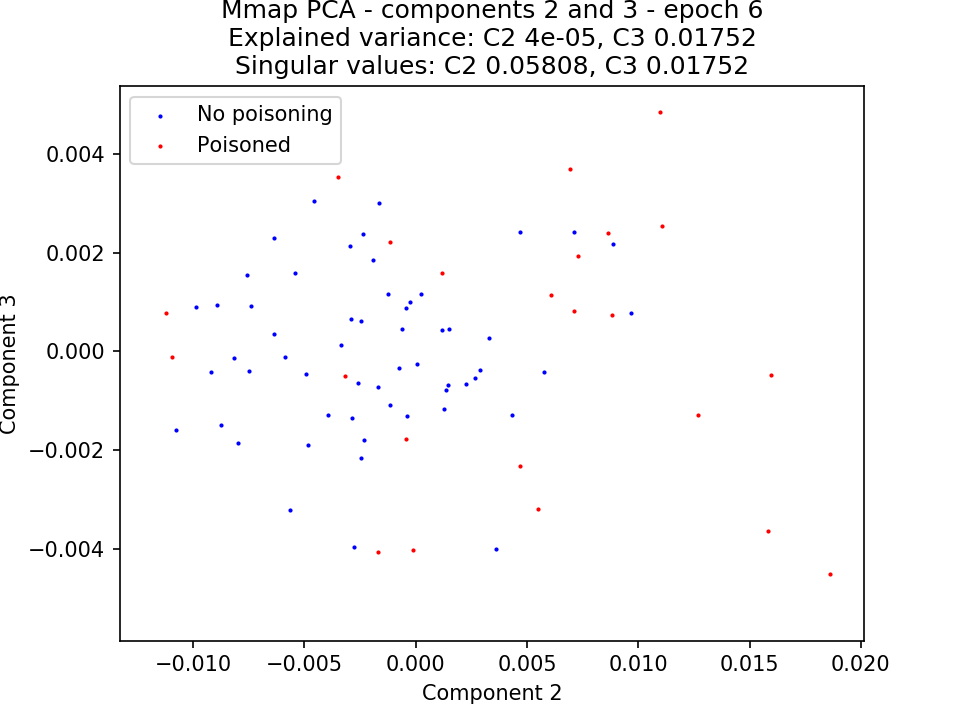 Mmap PCA - components 2 and 3 - epoch 6
Explained variance: C2 4e-05, C3 0.01752
Singular values: C2 0.05808, C3 0.01752
No poisoning
Poisoned
0.004
0.002
0.000
−0.002
−0.004
Component 3
−0.010 −0.005 0.000 0.005 0.010 0.015 0.020
Component 2